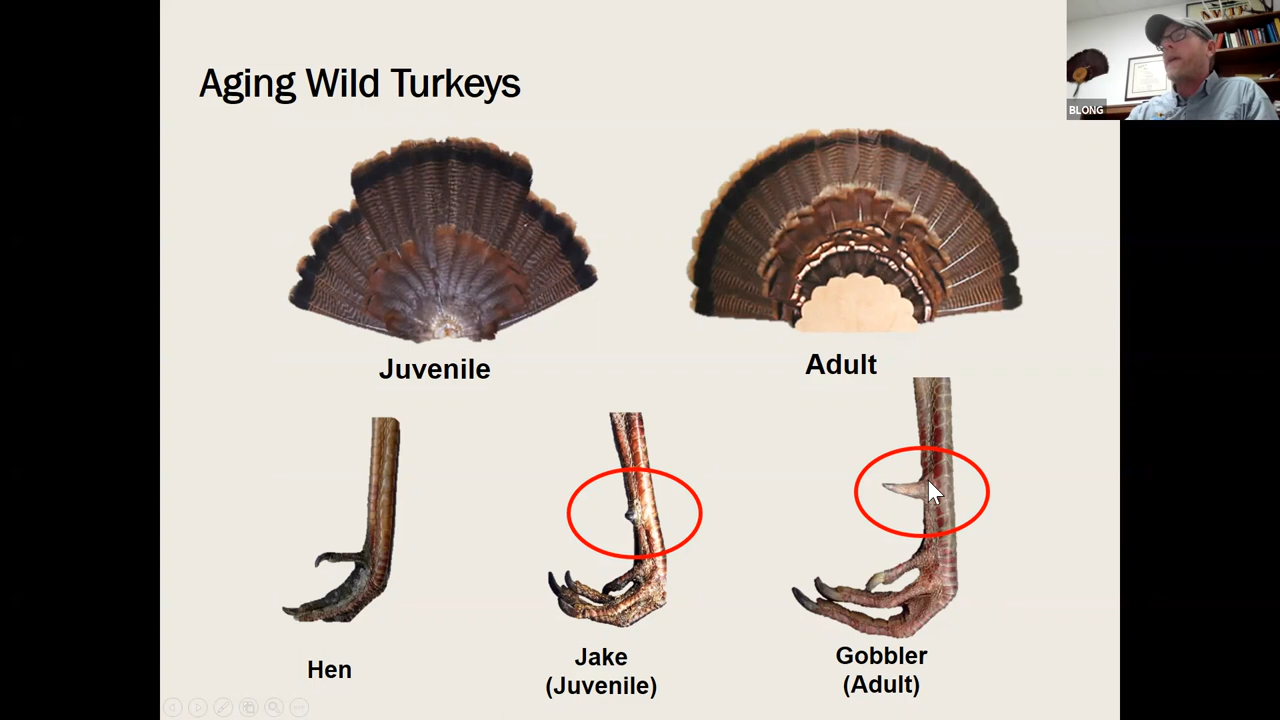 Aging Wild Turkeys
BLONG
Juvenile
Adult
Hen
Jake
(Juvenile)
Gobbler
(Adult)